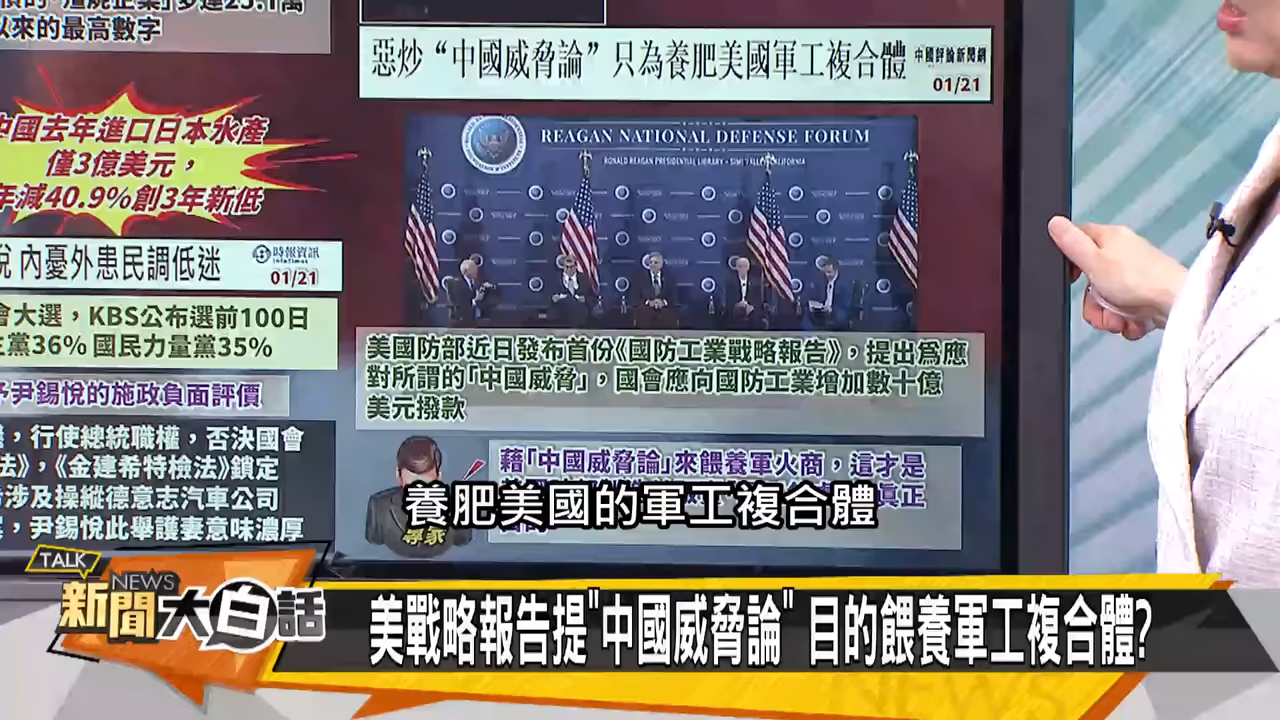 以來的最高數字
中國去年進口日本水產
僅3億美元，
年減40.9%創3年新低
悅 內憂外患民調低迷
時報資訊
InfoTimes
01/21
會大選，KBS公布選前100日
主黨36% 國民力量黨35%
予尹錫悅的施政負面評價
，行使總統職權，否決國會
法》，《金建希特檢法》鎖定
涉及操縱德意志汽車公司
，尹錫悅此舉護妻意味濃厚
惡炒“中國威脅論”只為養肥美國軍工複合體
中國評論新聞網
01/21
REAGAN NATIONAL DEFENSE FORUM
RONALD REAGAN PRESIDENTIAL LIBRARY • SIMI VALLEY, CALIFORNIA
美國防部近日發布首份《國防工業戰略報告》，提出為應
對所謂的「中國威脅」，國會應向國防工業增加數十億
美元撥款
藉「中國威脅論」來餵養軍火商，這才是
真正
專家
養肥美國的軍工複合體
TALK
NEWS
新聞大白話
美戰略報告提"中國威脅論" 目的餵養軍工複合體?
NEWS